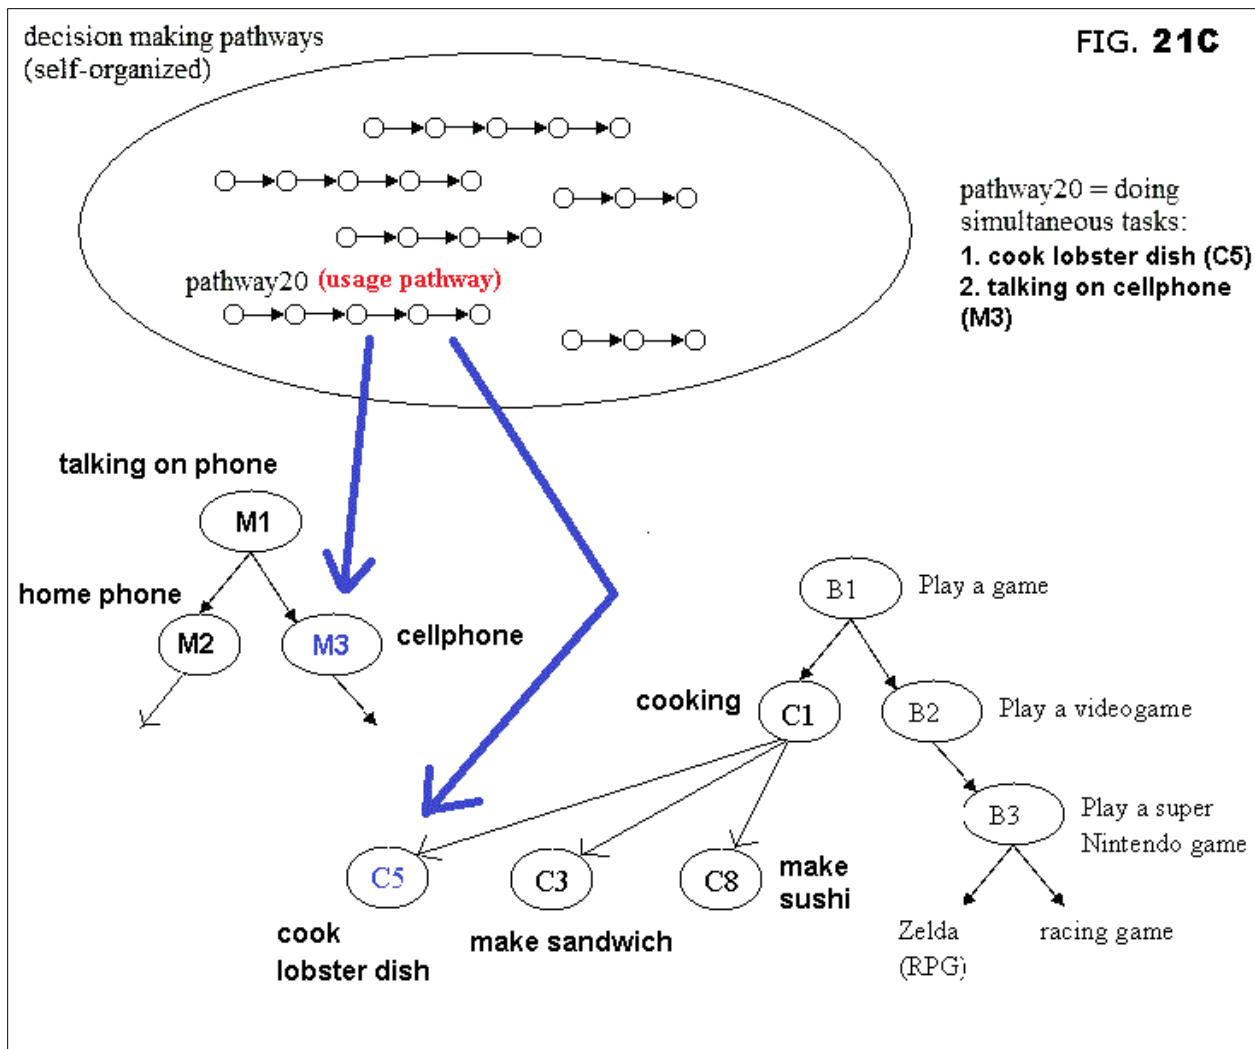 decision making pathways
(self-organized)
FIG. 21C
pathway20 = doing
simultaneous tasks:
1. cook lobster dish (C5)
2. talking on cellphone
(M3)
pathway20 (usage pathway)
talking on phone
M1
home phone
M2
M3
cellphone
B1
Play a game
cooking
C1
B2
Play a videogame
B3
Play a super
Nintendo game
C5
C3
C8
make
sushi
cook
lobster dish
make sandwich
Zelda
(RPG)
racing game